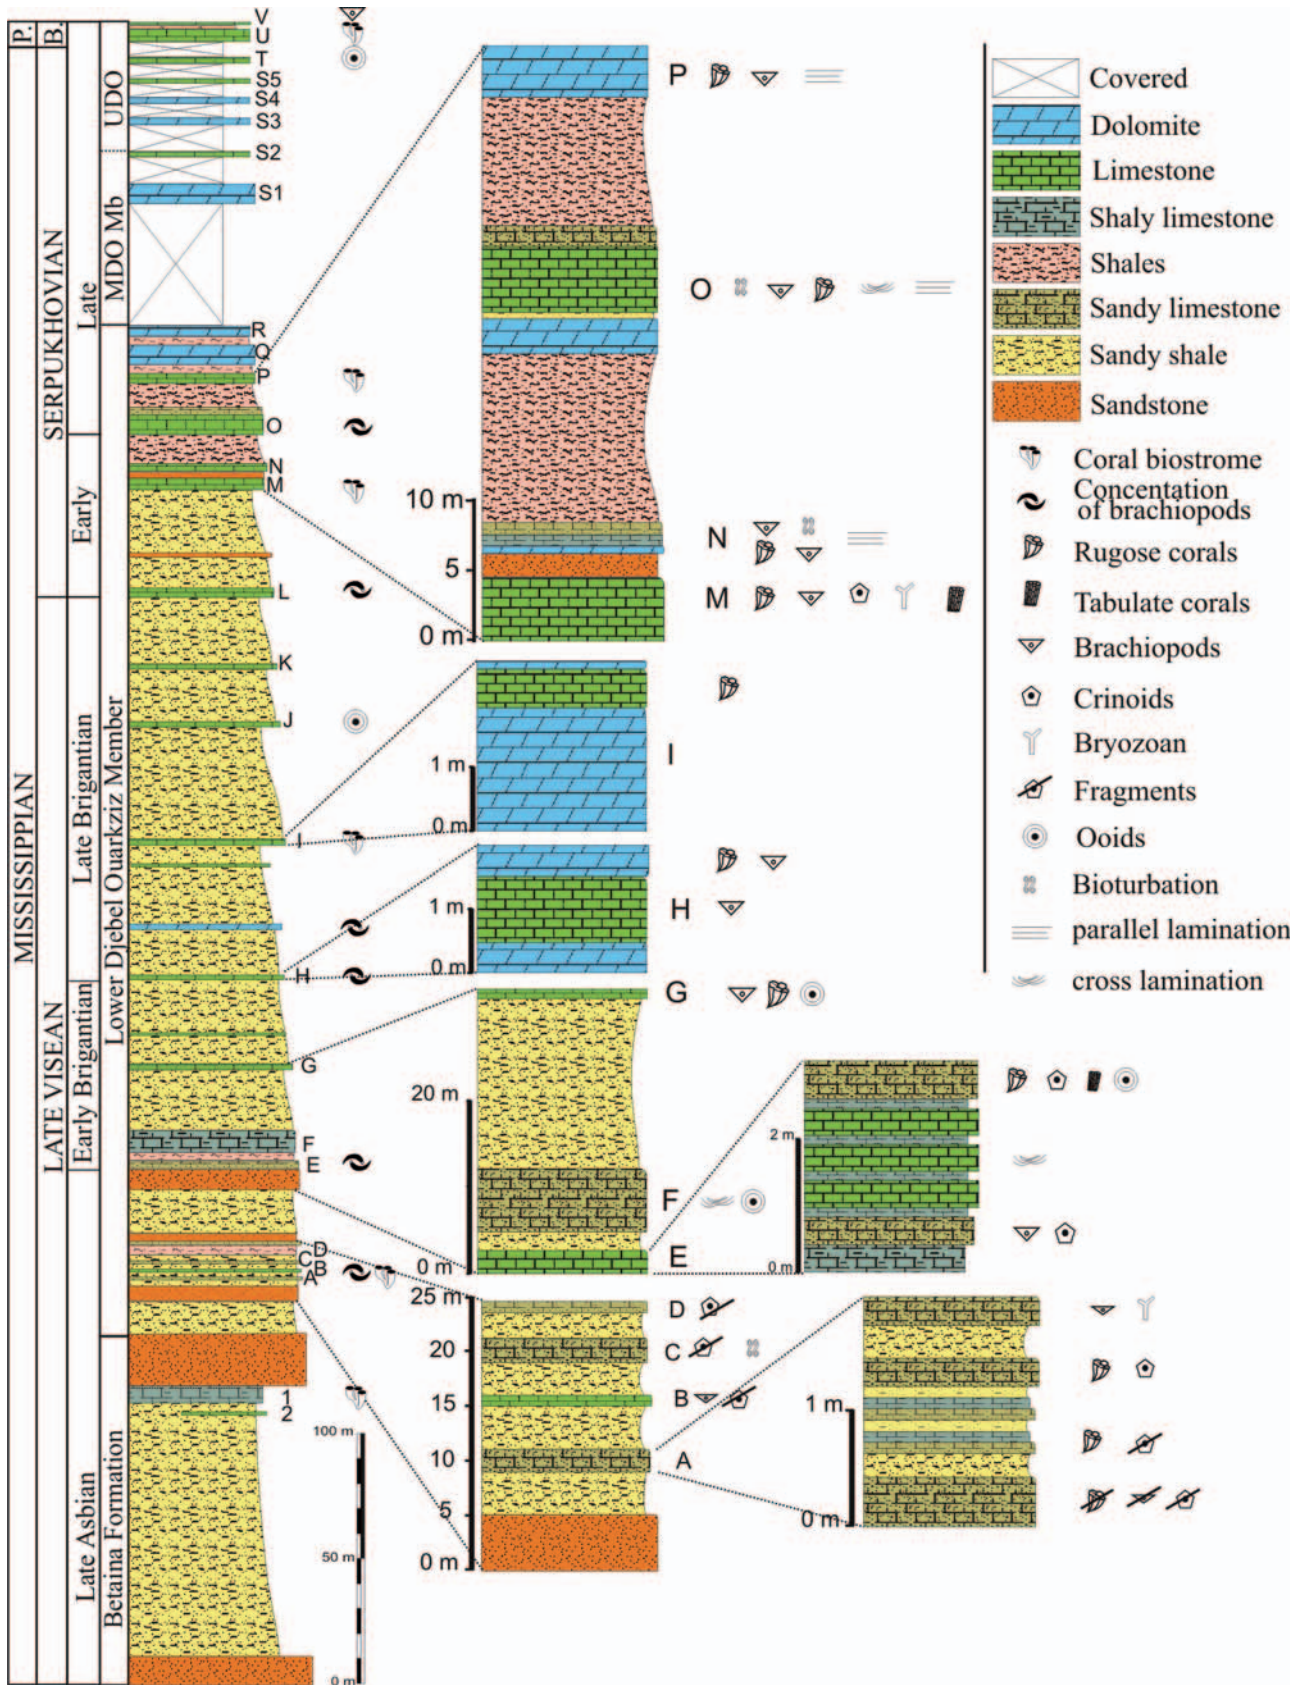 P.
B.
MISSISSIPPIAN
SERPUKHOVIAN
LATE VISEAN
Late
Early
Late Brigantian
Early Brigantian
Late Asbian
UDO
MDO Mb
Lower Djebel Ouarkziz Member
Betaina Formation
V
U
T
S5
S4
S3
S2
S1
R
Q
P
O
N
M
L
K
J
I
H
G
F
E
D
C
B
A
1
2
100 m
50 m
0 m
P
O
10 m
N
5
M
0 m
I
1 m
0 m
H
1 m
0 m
G
20 m
F
E
0 m
2 m
0 m
25 m
D
20
C
15
B
10
A
5
0 m
1 m
0 m
Covered
Dolomite
Limestone
Shaly limestone
Shales
Sandy limestone
Sandy shale
Sandstone
Coral biostrome
Concentation
of brachiopods
Rugose corals
Tabulate corals
Brachiopods
Crinoids
Bryozoan
Fragments
Ooids
Bioturbation
parallel lamination
cross lamination